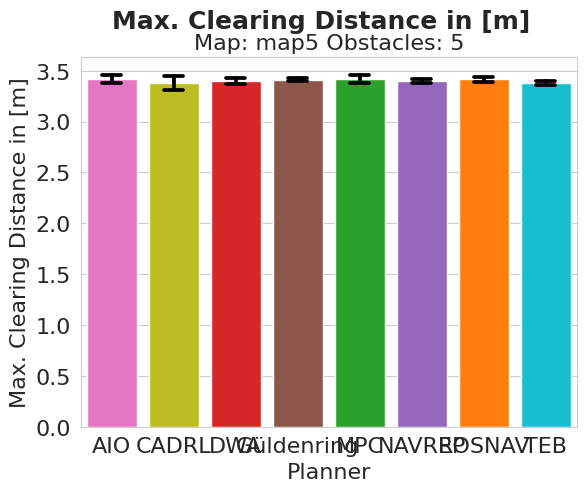 Max. Clearing Distance in [m]
Map: map5 Obstacles: 5
Max. Clearing Distance in [m]
3.5
3.0
2.5
2.0
1.5
1.0
0.5
0.0
AIO CADRL DWA Güldenring MPC NAVREP ROSNAV TEB
Planner